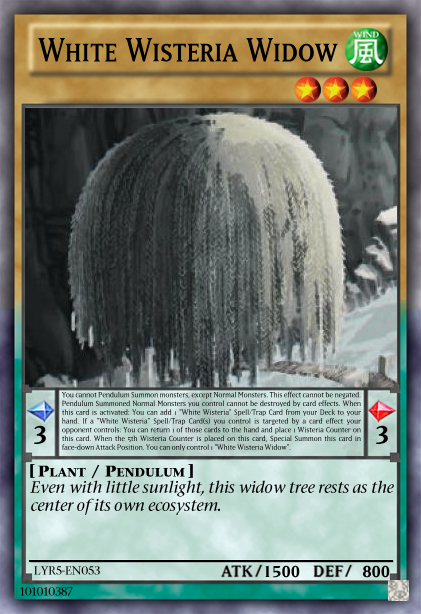 White Wisteria Widow
WIND
風
You cannot Pendulum Summon monsters, except Normal Monsters. This effect cannot be negated.
Pendulum Summoned Normal Monsters you control cannot be destroyed by card effects. When
this card is activated: You can add 1 "White Wisteria" Spell/Trap Card from your Deck to your
hand. If a "White Wisteria" Spell/Trap Card(s) you control is targeted by a card effect your
opponent controls: You can return 1 of those cards to the hand and place 1 Wisteria Counter on
this card. When the 5th Wisteria Counter is placed on this card, Special Summon this card in
face-down Attack Position. You can only control 1 "White Wisteria Widow".
3
3
[ Plant / Pendulum ]
Even with little sunlight, this widow tree rests as the
center of its own ecosystem.
LYR5-EN053
ATK/1500 DEF/ 800
101010387